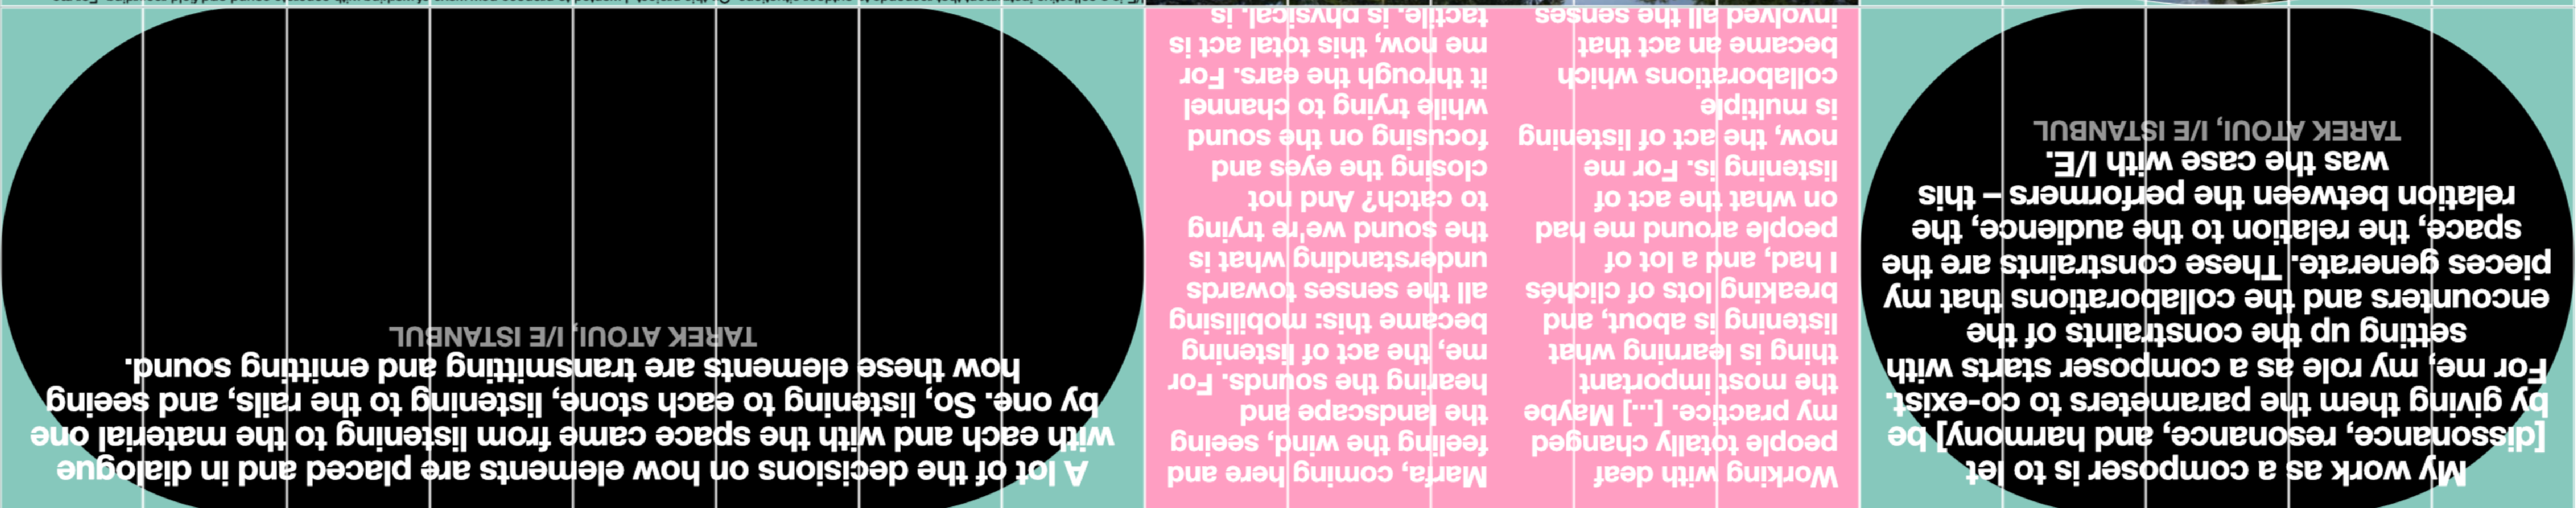 My work as a composer is to let
[dissonance, resonance, and harmony] be
by giving them the parameters to co-exist.
For me, my role as a composer starts with
setting up the constraints of the
encounters and the collaborations that my
pieces generate. These constraints are the
space, the relation to the audience, the
relation between the performers – this
was the case with I/E.
TAREK ATOUI, I/E ISTANBUL
Working with deaf
people totally changed
my practice. [...] Maybe
the most important
thing is learning what
listening is about, and
breaking lots of clichés
I had, and a lot of
people around me had
on what the act of
listening is. For me
now, the act of listening
is multiple
collaborations which
became an act that
involved all the senses
Marfa, coming here and
feeling the wind, seeing
the landscape and
hearing the sounds. For
me, the act of listening
became this: mobilising
all the senses towards
understanding what is
the sound we're trying
to catch? And not
closing the eyes and
focusing on the sound
while trying to channel
it through the ears. For
me now, this total act is
tactile, is physical, is
A lot of the decisions on how elements are placed and in dialogue
with each and with the space came from listening to the material one
by one. So, listening to each stone, listening to the rails, and seeing
how these elements are transmitting and emitting sound.
TAREK ATOUI, I/E ISTANBUL